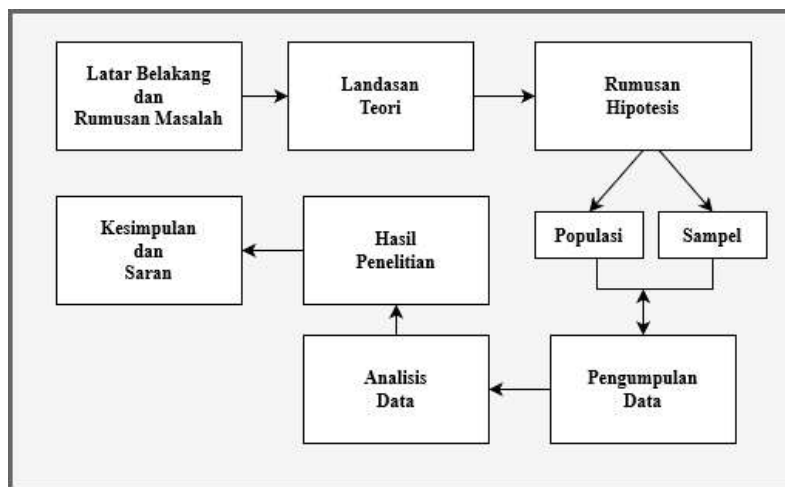 Latar Belakang
dan
Rumusan Masalah
Landasan
Teori
Rumusan
Hipotesis
Populasi
Sampel
Pengumpulan
Data
Analisis
Data
Hasil
Penelitian
Kesimpulan
dan
Saran